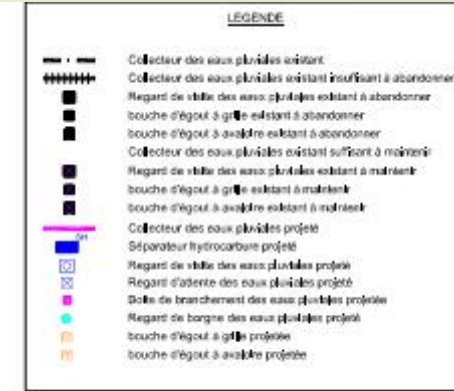 LEGENDE
Collecteur des eaux pluviales existant
Collecteur des eaux pluviales existant insuffisant à abandonner
Regard de visite des eaux pluviales existant à abandonner
bouche d'égout à grille existant à abandonner
bouche d'égout à avaloire existant à abandonner
Collecteur des eaux pluviales existant suffisant à maintenir
Regard de visite des eaux pluviales existant à maintenir
bouche d'égout à grille existant à maintenir
bouche d'égout à avaloire existant à maintenir
Collecteur des eaux pluviales projeté
SH
Séparateur hydrocarbure projeté
Regard de visite des eaux pluviales projeté
Regard d'attente des eaux pluviales projeté
Boite de branchement des eaux pluviales projetée
Regard de borgne des eaux pluviales projeté
bouche d'égout à grille projetée
bouche d'égout à avaloire projetée